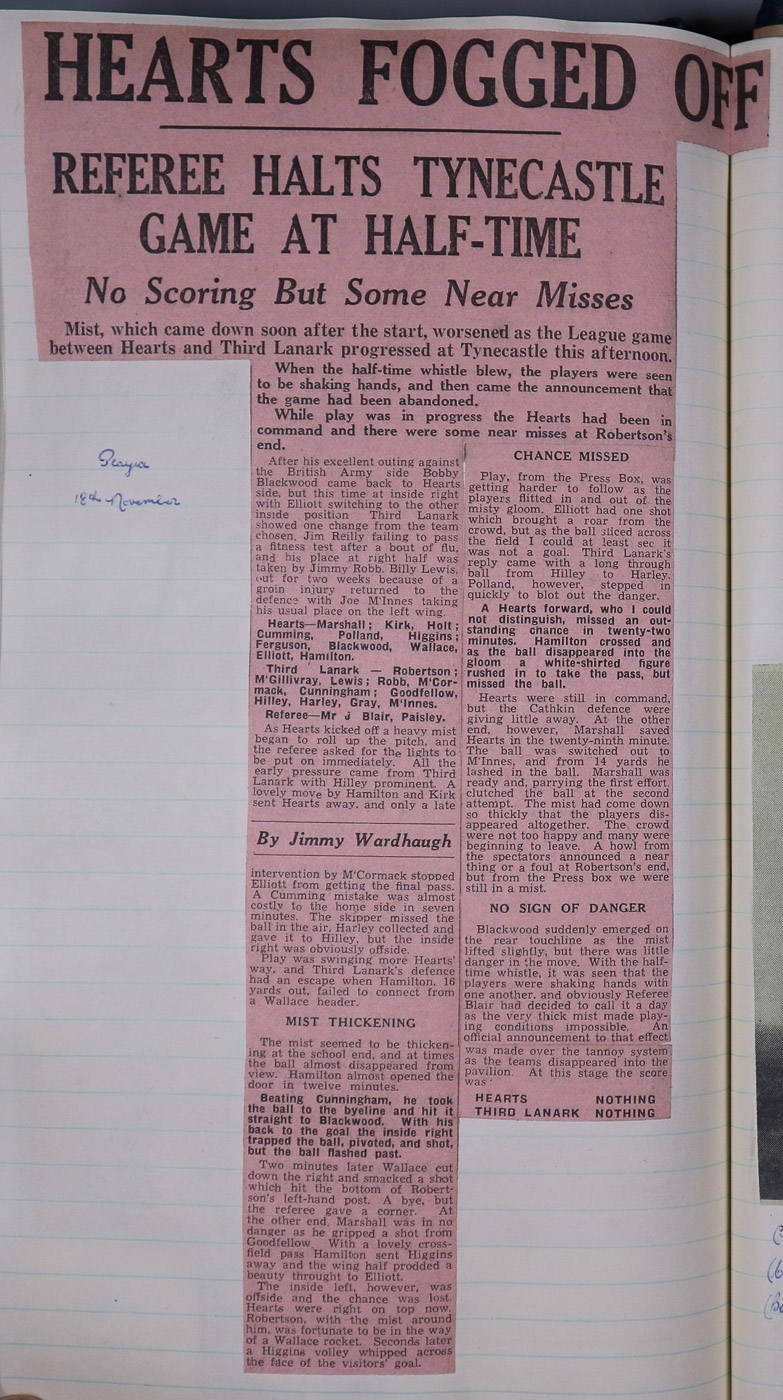 HEARTS FOGGED OFF
REFEREE HALTS TYNECASTLE
GAME AT HALF-TIME
No Scoring But Some Near Misses
Mist, which came down soon after the start, worsened as the League game
between Hearts and Third Lanark progressed at Tynecastle this afternoon.
When the half-time whistle blew, the players were seen
to be shaking hands, and then came the announcement that
the game had been abandoned.
While play was in progress the Hearts had been in
command and there were some near misses at Robertson's
end.
18th November
After his excellent outing against
the British Army side Bobby
Blackwood came back to Hearts
side, but this time at inside right
with Elliott switching to the other
inside position Third Lanark
showed one change from the team
chosen, Jim Reilly failing to pass
a fitness test after a bout of flu,
and his place at right half was
taken by Jimmy Robb. Billy Lewis,
out for two weeks because of a
groin injury returned to the
defence with Joe M'Innes taking
his usual place on the left wing.
Hearts—Marshall; Kirk, Holt;
Cumming, Polland, Higgins;
Ferguson, Blackwood, Wallace,
Elliott, Hamilton.
Third Lanark — Robertson;
M'Gillivray, Lewis; Robb, M'Cor-
mack, Cunningham; Goodfellow,
Hilley, Harley, Gray, M'Innes.
Referee—Mr J Blair, Paisley.
As Hearts kicked off a heavy mist
began to roll up the pitch, and
the referee asked for the lights to
be put on immediately. All the
early pressure came from Third
Lanark with Hilley prominent. A
lovely move by Hamilton and Kirk
sent Hearts away, and only a late
By Jimmy Wardhaugh
intervention by M'Cormack stopped
Elliott from getting the final pass.
A Cumming mistake was almost
costly to the home side in seven
minutes. The skipper missed the
ball in the air, Harley collected and
gave it to Hilley, but the inside
right was obviously offside.
Play was swinging more Hearts'
way, and Third Lanark's defence
had an escape when Hamilton, 16
yards out, failed to connect from
a Wallace header.
MIST THICKENING
The mist seemed to be thicken-
ing at the school end, and at times
the ball almost disappeared from
view. Hamilton almost opened the
door in twelve minutes.
Beating Cunningham, he took
the ball to the byeline and hit it
straight to Blackwood. With his
back to the goal the inside right
trapped the ball, pivoted, and shot,
but the ball flashed past.
Two minutes later Wallace cut
down the right and smacked a shot
which hit the bottom of Robert-
son's left-hand post. A bye, but
the referee gave a corner. At
the other end, Marshall was in no
danger as he gripped a shot from
Goodfellow. With a lovely cross-
field pass Hamilton sent Higgins
away and the wing half prodded a
beauty throught to Elliott.
The inside left, however, was
offside and the chance was lost.
Hearts were right on top now.
Robertson, with the mist around
him, was fortunate to be in the way
of a Wallace rocket. Seconds later
a Higgins volley whipped across
the face of the visitors' goal.
CHANCE MISSED
Play, from the Press Box, was
getting harder to follow as the
players flitted in and out of the
misty gloom. Elliott had one shot
which brought a roar from the
crowd, but as the ball sliced across
the field I could at least see it
was not a goal. Third Lanark's
reply came with a long through
ball from Hilley to Harley.
Polland, however, stepped in
quickly to blot out the danger.
A Hearts forward, who I could
not distinguish, missed an out-
standing chance in twenty-two
minutes. Hamilton crossed and
as the ball disappeared into the
gloom a white-shirted figure
rushed in to take the pass, but
missed the ball.
Hearts were still in command,
but the Cathkin defence were
giving little away. At the other
end, however, Marshall saved
Hearts in the twenty-ninth minute.
The ball was switched out to
M'Innes, and from 14 yards he
lashed in the ball. Marshall was
ready and, parrying the first effort,
clutched the ball at the second
attempt. The mist had come down
so thickly that the players dis-
appeared altogether. The crowd
were not too happy and many were
beginning to leave. A howl from
the spectators announced a near
thing or a foul at Robertson's end,
but from the Press box we were
still in a mist.
NO SIGN OF DANGER
Blackwood suddenly emerged on
the rear touchline as the mist
lifted slightly, but there was little
danger in the move. With the half-
time whistle, it was seen that the
players were shaking hands with
one another, and obviously Referee
Blair had decided to call it a day
as the very thick mist made play-
ing conditions impossible. An
official announcement to that effect
was made over the tannoy system
as the teams disappeared into the
pavilion. At this stage the score
was:
HEARTS NOTHING
THIRD LANARK NOTHING